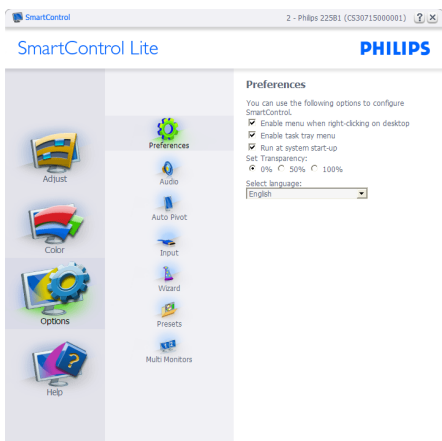 SmartControl
2 - Philips 225B1 (CS30715000001)
? X
SmartControl Lite
PHILIPS
Adjust
Color
Options
Help
Preferences
Audio
Auto Pivot
Input
Wizard
Presets
Multi Monitors
Preferences
You can use the following options to configure
SmartControl.
Enable menu when right-clicking on desktop
Enable task tray menu
Run at system start-up
Set Transparency:
0% 50% 100%
Select language:
English